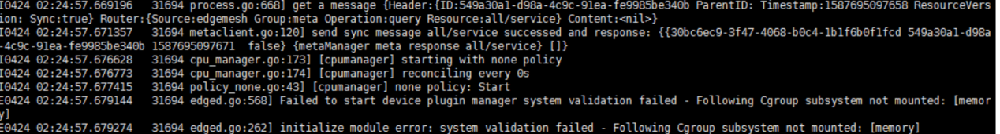 I0424 02:24:57.669196   31694 process.go:668] get a message {Header:{ID:549a30a1-d98a-4c9c-91ea-fe9985be340b ParentID: Timestamp:1587695097658 ResourceVers
ion: Sync:true} Router:{Source:edgemesh Group:meta Operation:query Resource:all/service} Content:<nil>}
I0424 02:24:57.671357   31694 metaclient.go:120] send sync message all/service successed and response: {{30bc6ec9-3f47-4068-b0c4-1b1f6b0f1fcd 549a30a1-d98a
-4c9c-91ea-fe9985be340b 1587695097671  false} {metaManager meta response all/service} []}
I0424 02:24:57.676628   31694 cpu_manager.go:173] [cpumanager] starting with none policy
I0424 02:24:57.676773   31694 cpu_manager.go:174] [cpumanager] reconciling every 0s
I0424 02:24:57.677415   31694 policy_none.go:43] [cpumanager] none policy: Start
E0424 02:24:57.679144   31694 edged.go:568] Failed to start device plugin manager system validation failed - Following Cgroup subsystem not mounted: [memor
y]
E0424 02:24:57.679274   31694 edged.go:262] initialize module error: system validation failed - Following Cgroup subsystem not mounted: [memory]